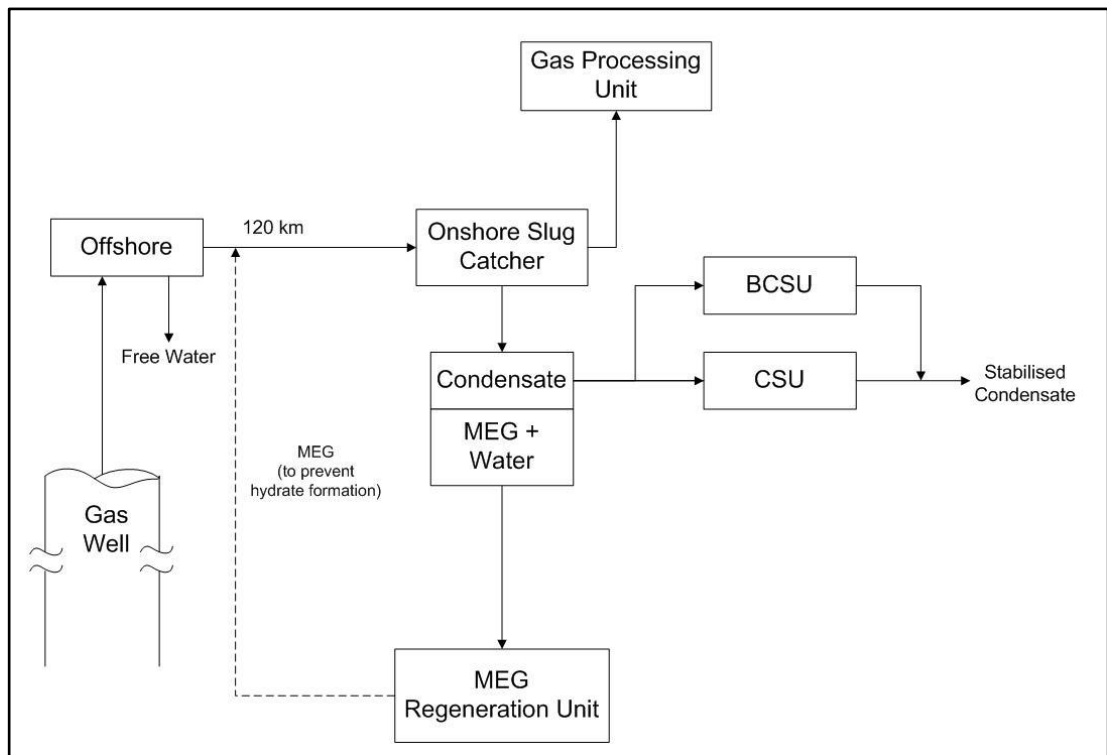 Gas Processing
Unit
120 km
Offshore
Onshore Slug
Catcher
BCSU
Free Water
Condensate
CSU
Stabilised
Condensate
MEG +
Water
MEG
(to prevent
hydrate formation)
Gas
Well
MEG
Regeneration Unit